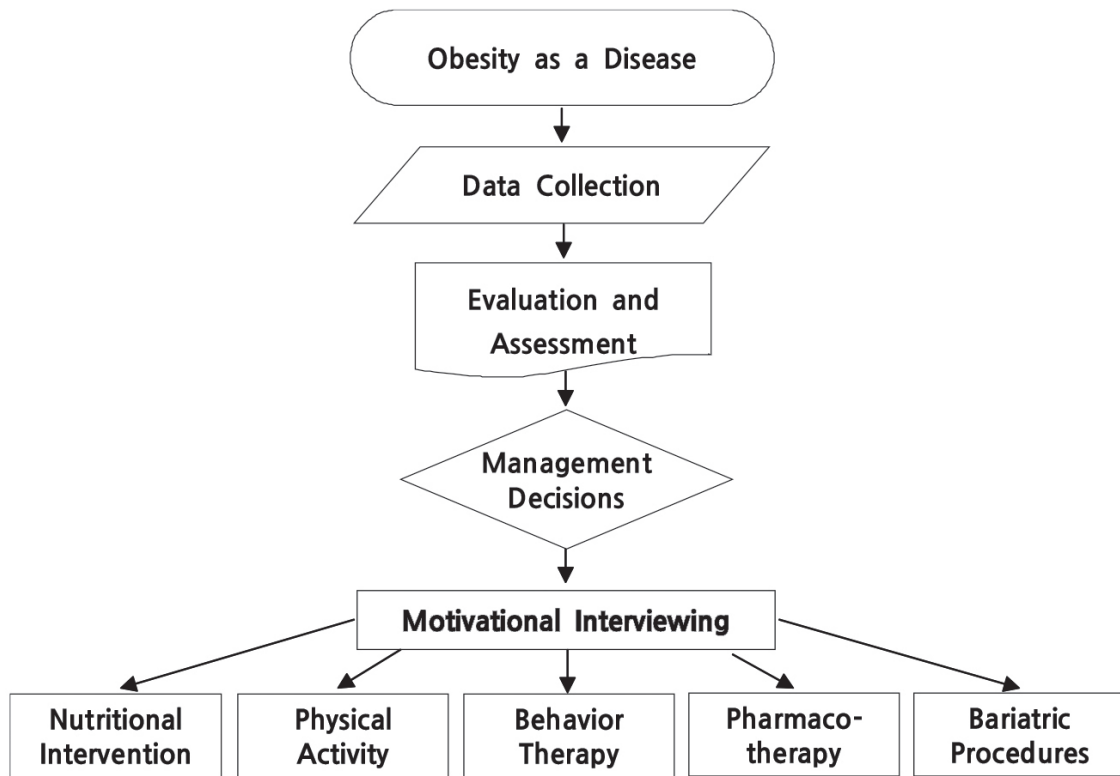 Obesity as a Disease
Data Collection
Evaluation and
Assessment
Management
Decisions
Motivational Interviewing
Nutritional
Intervention
Physical
Activity
Behavior
Therapy
Pharmaco-
therapy
Bariatric
Procedures